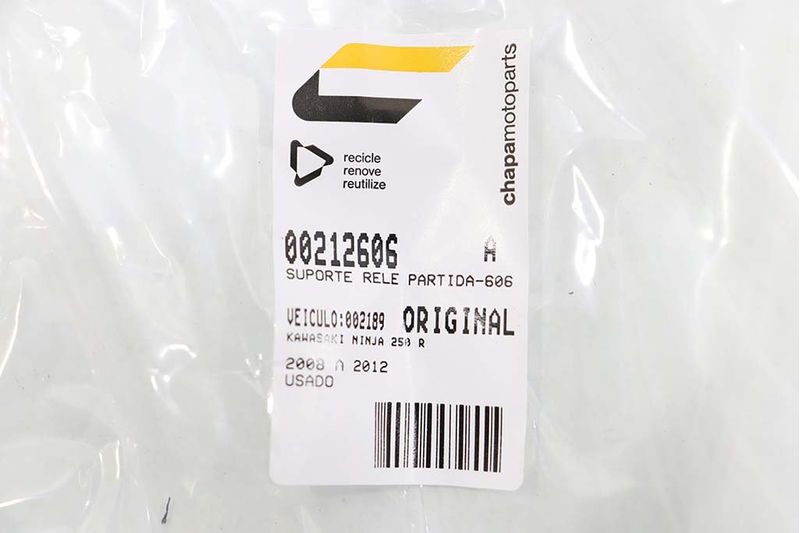 chapamotoparts
recicle
renove
reutilize
00212606 A
SUPORTE RELE PARTIDA-606
VEICULO:002189 ORIGINAL
KAWASAKI NINJA 250 R
2008 A 2012
USADO